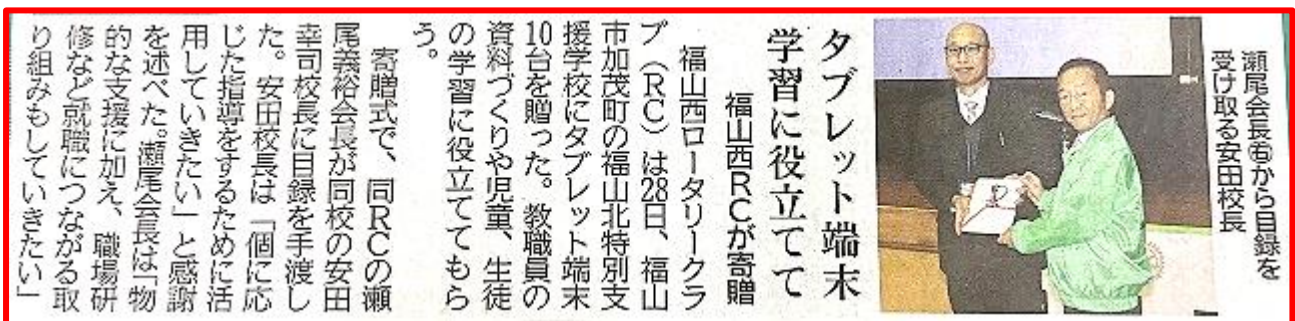 瀬尾会長㊨から目録を
受け取る安田校長
タブレット端末
学習に役立てて
福山西RCが寄贈
福山西ロータリークラ
ブ（RC）は28日、福山
市加茂町の福山北特別支
援学校にタブレット端末
10台を贈った。教職員の
資料づくりや児童、生徒
の学習に役立ててもら
う。
寄贈式で、同RCの瀬
尾義裕会長が同校の安田
幸司校長に目録を手渡し
た。安田校長は「個に応
じた指導をするために活
用していきたい」と感謝
を述べた。瀬尾会長は「物
的な支援に加え、職場研
修など就職につながる取
り組みもしていきたい」